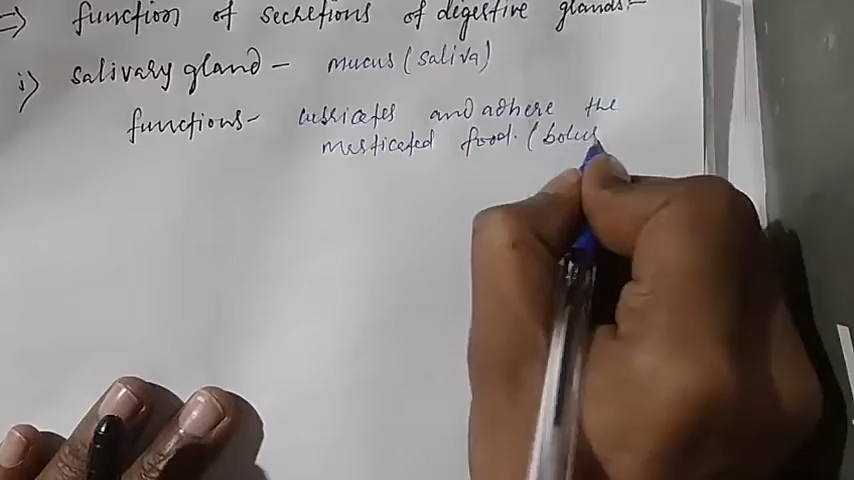 => function of secretions of digestive glands:-
i) salivary gland - mucus (saliva)
functions- lubricates and adhere the
masticated food. (bolus